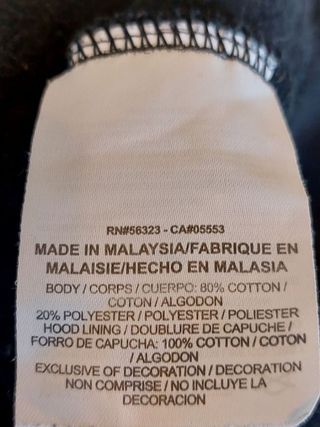 RN#56323 - CA#05553
MADE IN MALAYSIA/FABRIQUE EN
MALAISIE/HECHO EN MALASIA
BODY / CORPS / CUERPO: 80% COTTON /
COTON / ALGODON
20% POLYESTER / POLYESTER / POLIESTER
HOOD LINING / DOUBLURE DE CAPUCHE /
FORRO DE CAPUCHA: 100% COTTON / COTON
/ ALGODON
EXCLUSIVE OF DECORATION / DECORATION
NON COMPRISE / NO INCLUYE LA
DECORACION